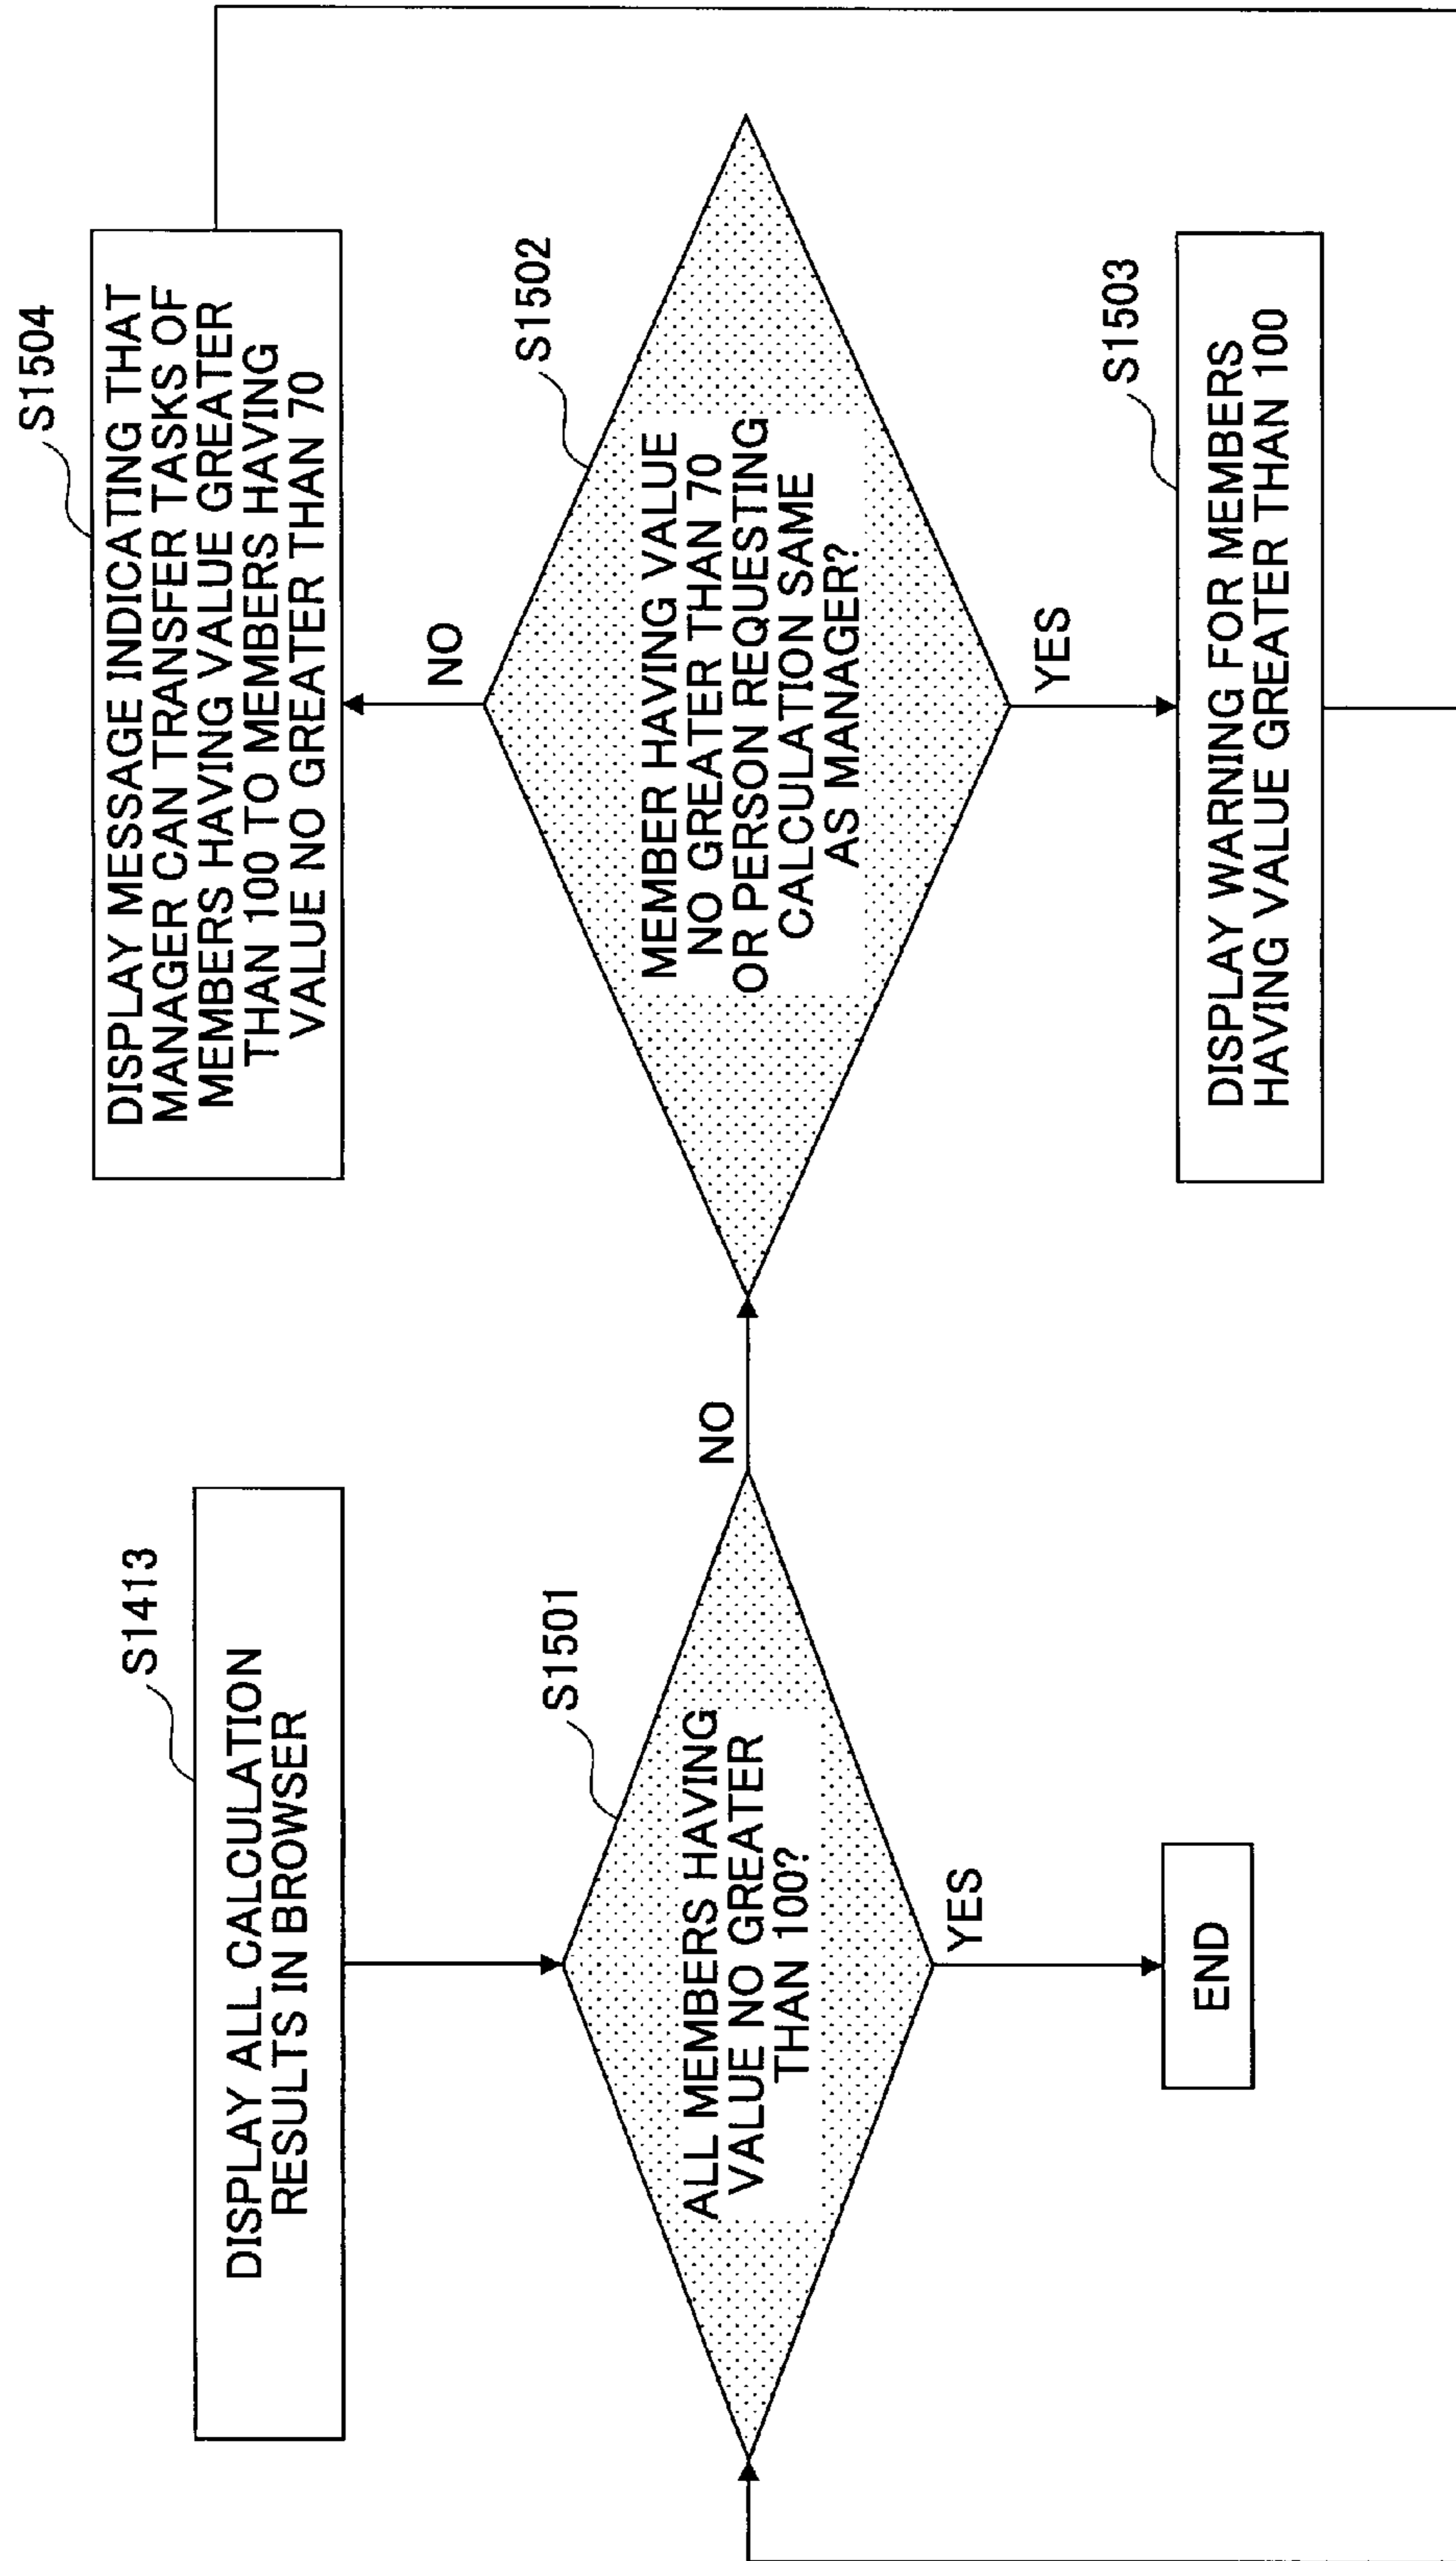 S1413
DISPLAY ALL CALCULATION
RESULTS IN BROWSER
S1501
ALL MEMBERS HAVING
VALUE NO GREATER
THAN 100?
NO
YES
END
S1504
DISPLAY MESSAGE INDICATING THAT
MANAGER CAN TRANSFER TASKS OF
MEMBERS HAVING VALUE GREATER
THAN 100 TO MEMBERS HAVING
VALUE NO GREATER THAN 70
NO
S1502
MEMBER HAVING VALUE
NO GREATER THAN 70
OR PERSON REQUESTING
CALCULATION SAME
AS MANAGER?
YES
S1503
DISPLAY WARNING FOR MEMBERS
HAVING VALUE GREATER THAN 100